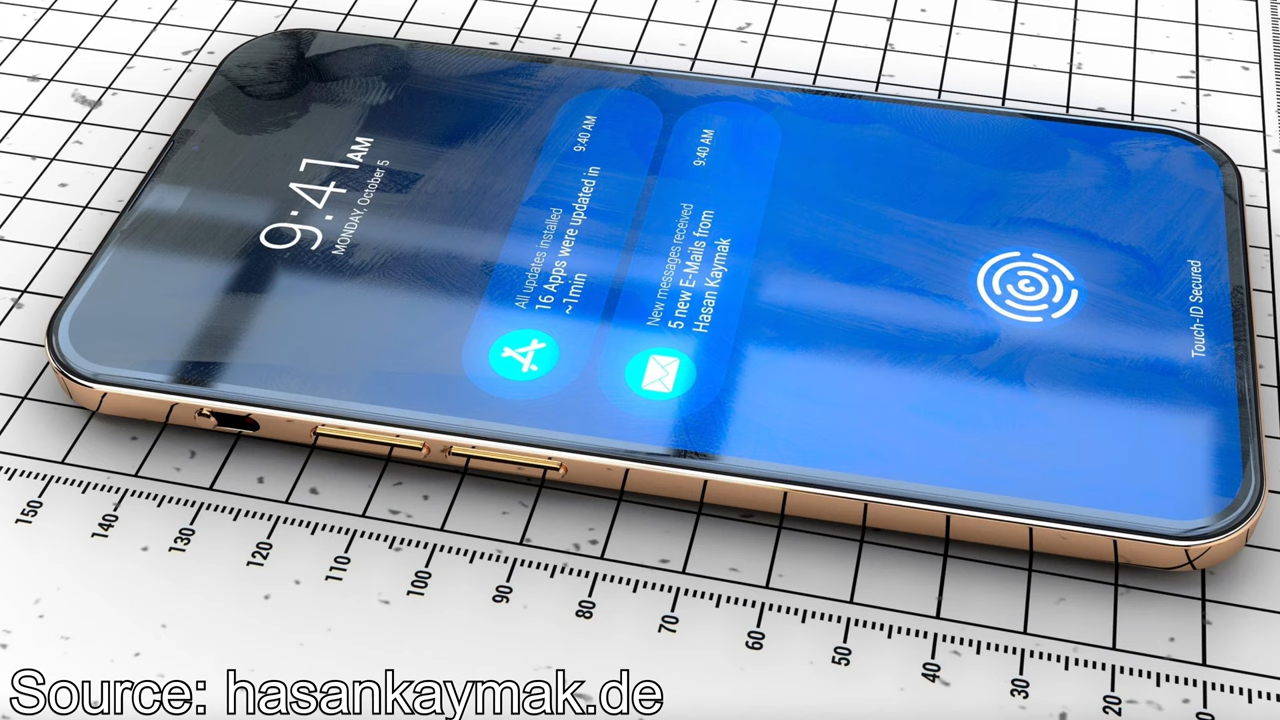 9:41AM
MONDAY, October 5
All updates installed
9:40 AM
16 Apps were updated in
~1min
New messages received
9:40 AM
5 new E-Mails from
Hasan Kaymak
Touch-ID Secured
150 140 130 120 110 100 90 80 70 60 50 40 30 20
Source: hasankaymak.de